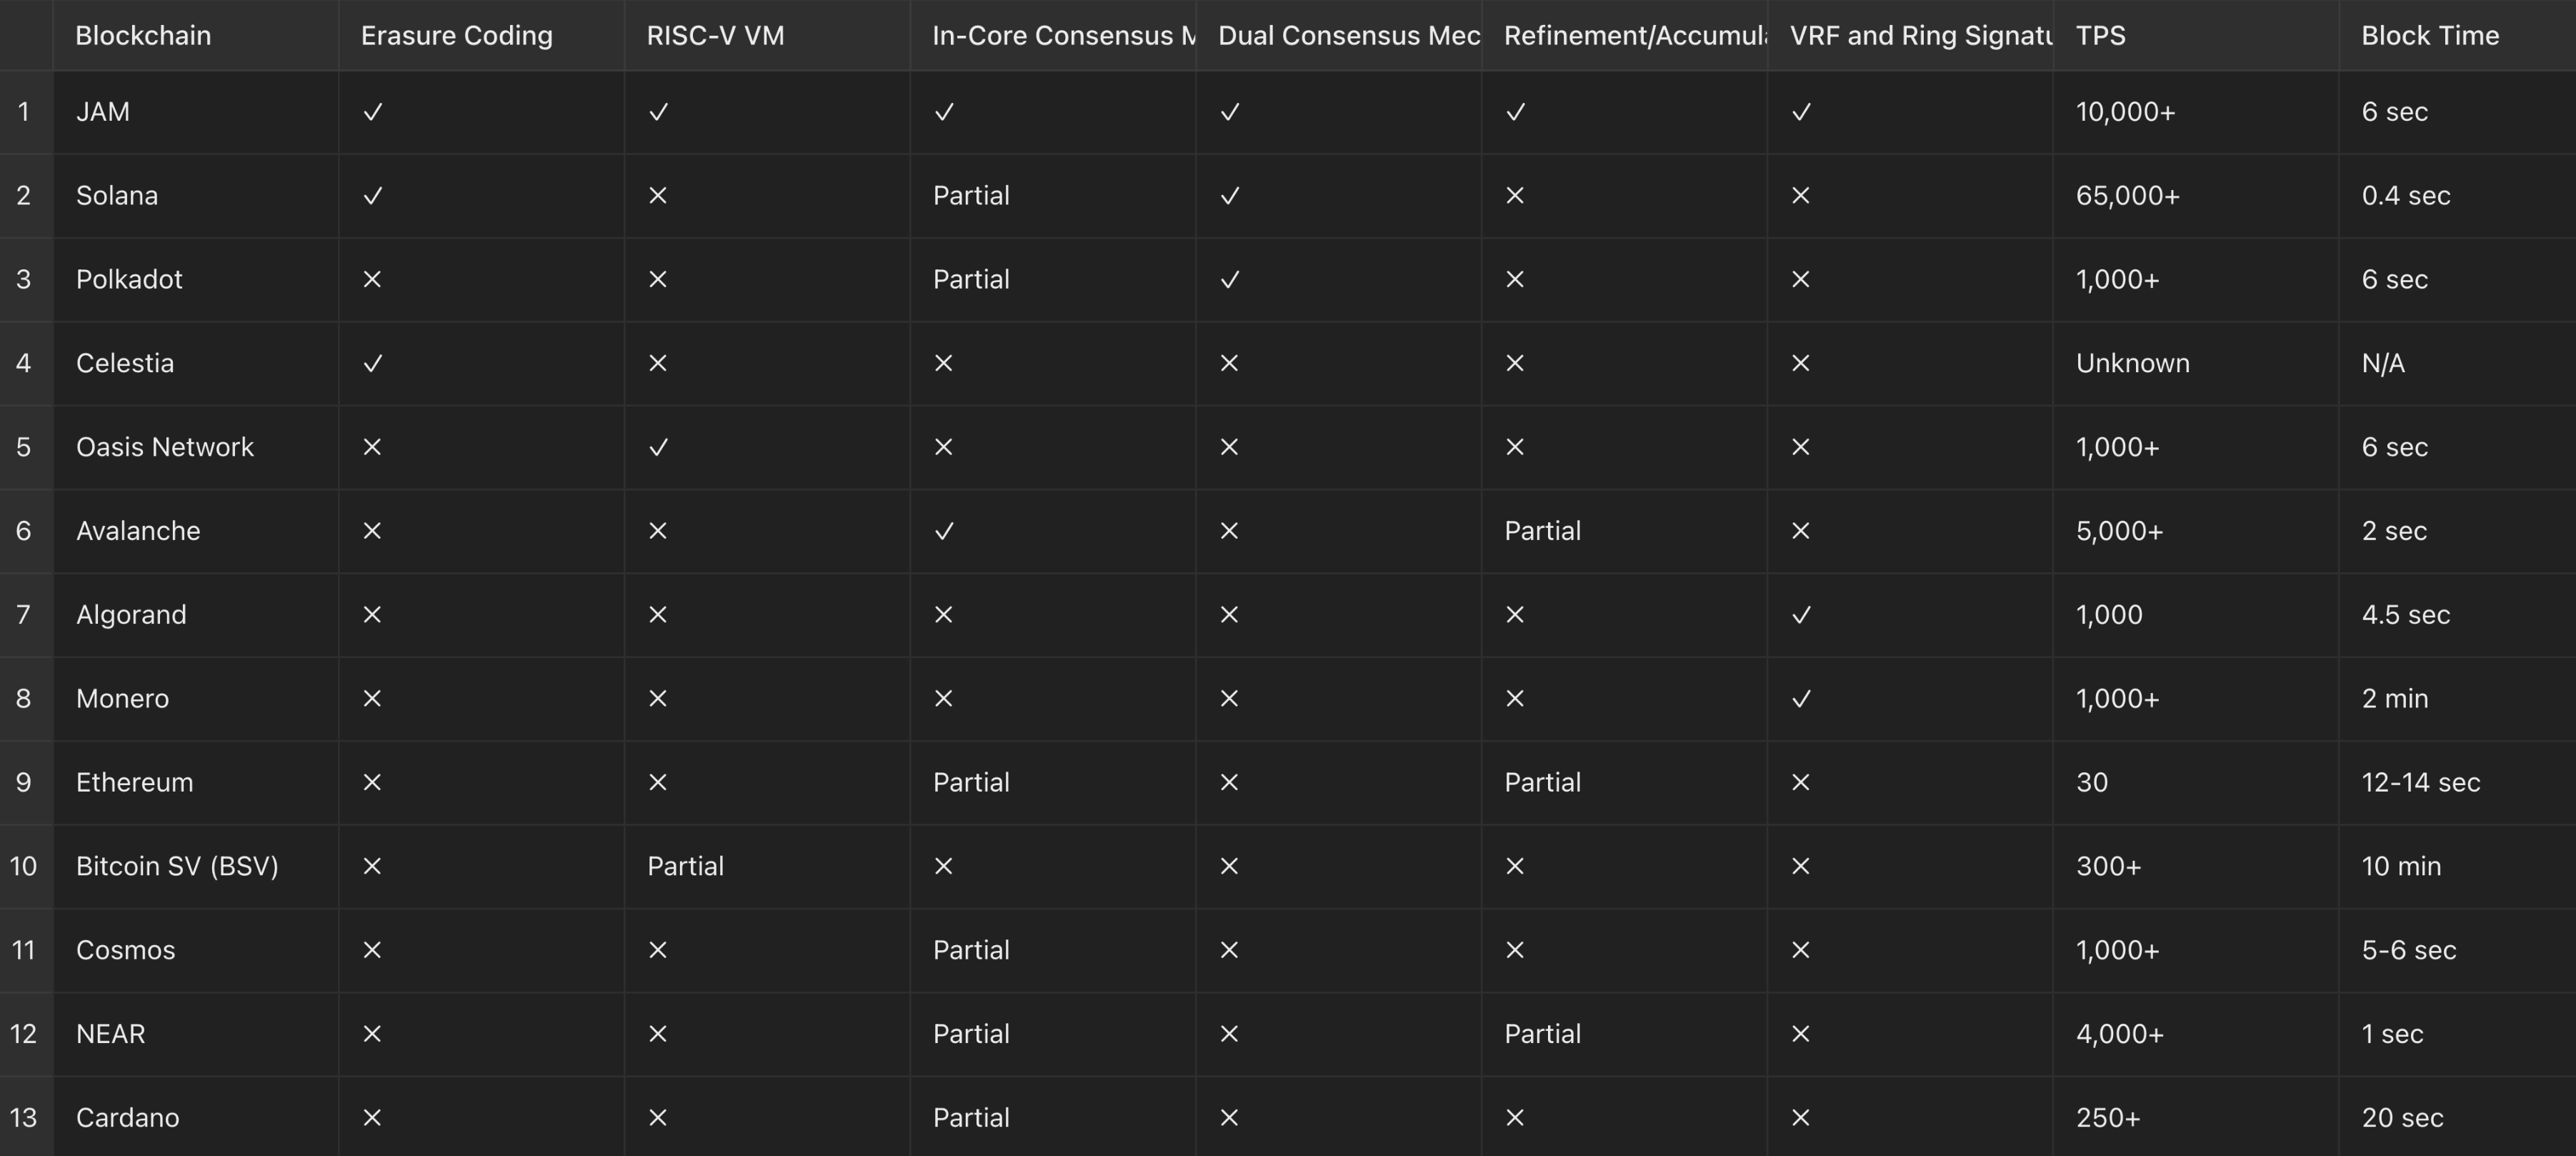 Blockchain Erasure Coding RISC-V VM In-Core Consensus M Dual Consensus Mec Refinement/Accumula VRF and Ring Signatu TPS Block Time
1 JAM ✓ ✓ ✓ ✓ ✓ ✓ 10,000+ 6 sec
2 Solana ✓ ✕ Partial ✓ ✕ ✕ 65,000+ 0.4 sec
3 Polkadot ✕ ✕ Partial ✓ ✕ ✕ 1,000+ 6 sec
4 Celestia ✓ ✕ ✕ ✕ ✕ ✕ Unknown N/A
5 Oasis Network ✕ ✓ ✕ ✕ ✕ ✕ 1,000+ 6 sec
6 Avalanche ✕ ✕ ✓ ✕ Partial ✕ 5,000+ 2 sec
7 Algorand ✕ ✕ ✕ ✕ ✕ ✓ 1,000 4.5 sec
8 Monero ✕ ✕ ✕ ✕ ✕ ✓ 1,000+ 2 min
9 Ethereum ✕ ✕ Partial ✕ Partial ✕ 30 12-14 sec
10 Bitcoin SV (BSV) ✕ Partial ✕ ✕ ✕ ✕ 300+ 10 min
11 Cosmos ✕ ✕ Partial ✕ ✕ ✕ 1,000+ 5-6 sec
12 NEAR ✕ ✕ Partial ✕ Partial ✕ 4,000+ 1 sec
13 Cardano ✕ ✕ Partial ✕ ✕ ✕ 250+ 20 sec